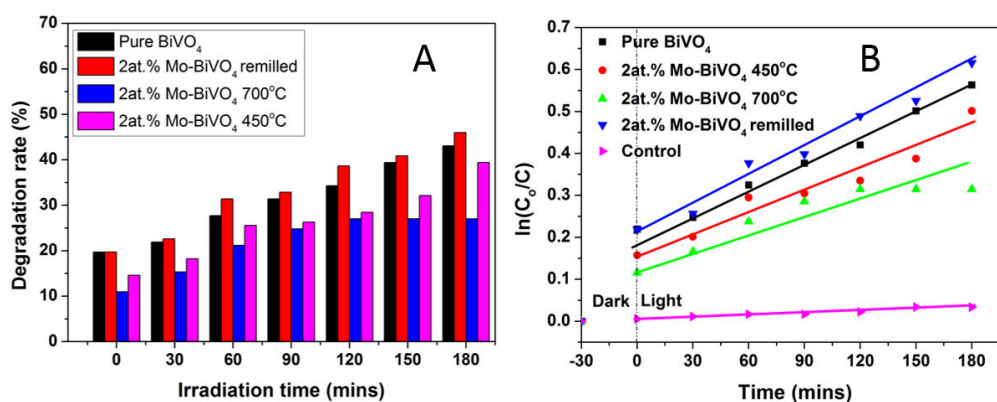 Degradation rate (%)
70
60
50
40
30
20
10
0
Pure BiVO₄
2at.% Mo-BiVO₄ remilled
2at.% Mo-BiVO₄ 700°C
2at.% Mo-BiVO₄ 450°C
A
0 30 60 90 120 150 180
Irradiation time (mins)
ln(Cₒ/C)
0.7
0.6
0.5
0.4
0.3
0.2
0.1
0.0
Pure BiVO₄
2at.% Mo-BiVO₄ 450°C
2at.% Mo-BiVO₄ 700°C
2at.% Mo-BiVO₄ remilled
Control
B
Dark Light
-30 0 30 60 90 120 150 180
Time (mins)